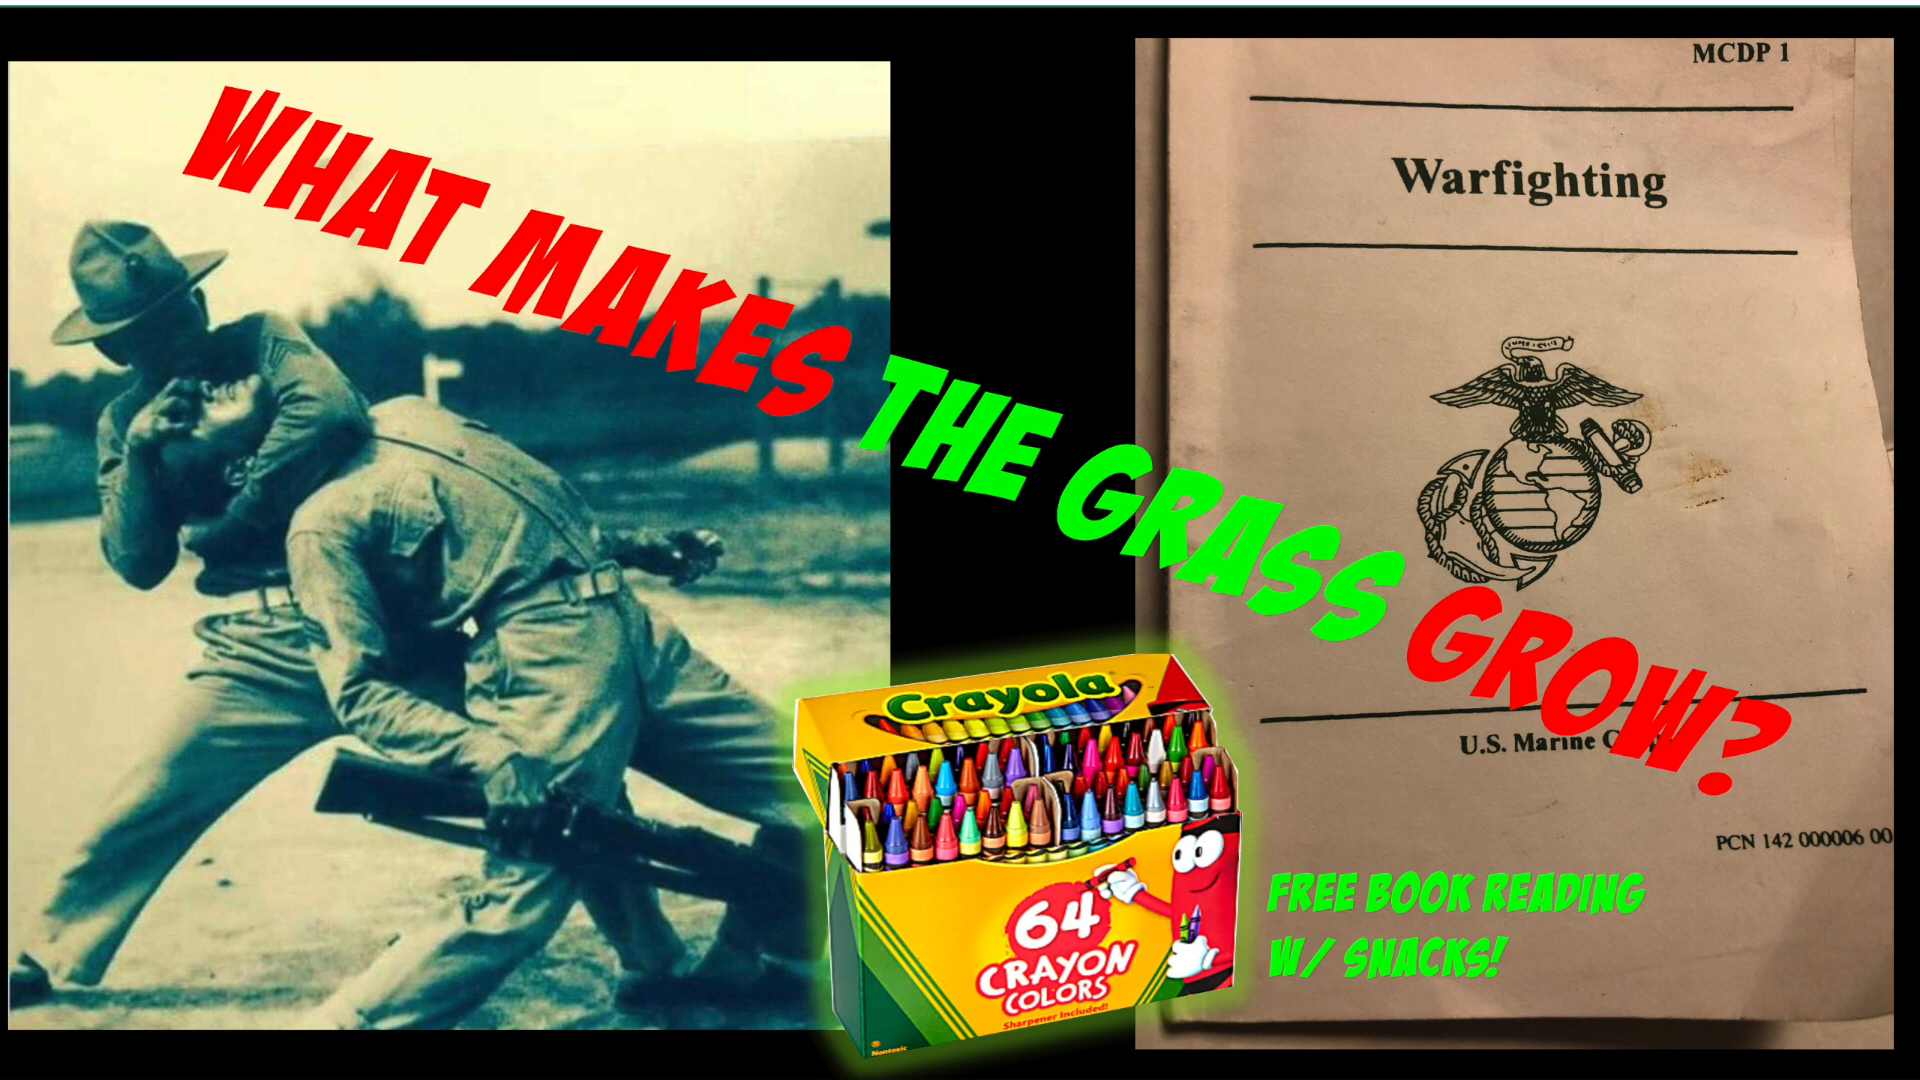 WHAT MAKES THE GRASS GROW?
MCDP 1
Warfighting
U.S. Marine
PCN 142 000006 00
Crayola
64
CRAYON
COLORS
Sharpener Included!
Nontoxic
FREE BOOK READING
W/ SNACKS!